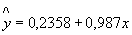 ŷ = 0,2358 + 0,987x